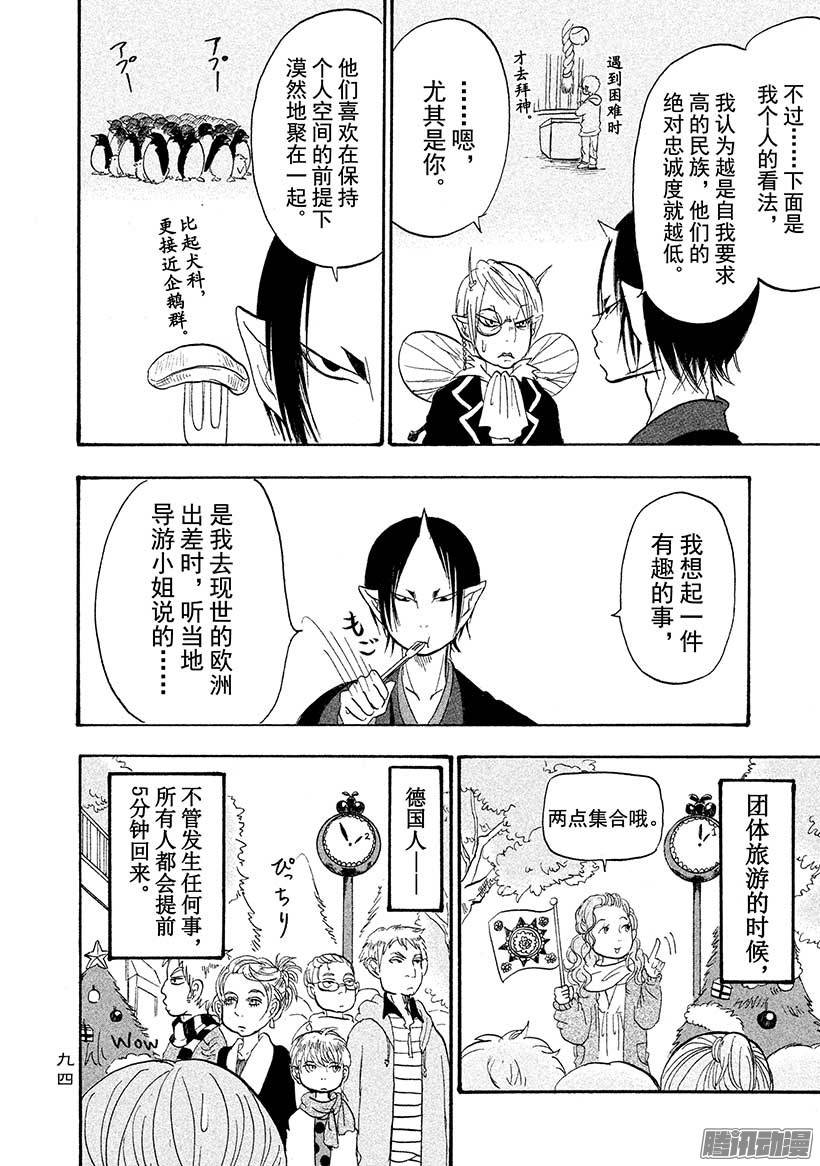 不过……下面是
我个人的看法，
我认为越是自我要求
高的民族，他们的
绝对忠诚度就越低。
遇到困难时
才去拜神。
……嗯，
尤其是你。
他们喜欢在保持
个人空间的前提下
漠然地聚在一起。
アプー
アプー
比起犬科，
更接近企鹅群。
我想起一件
有趣的事，
もご
是我去现世的欧洲
出差时，听当地
导游小姐说的……
团体旅游的时候，
两点集合哦。
德国人——
ぴっちり
不管发生任何事，
所有人都会提前
5分钟回来。
WOW
九四
腾讯动漫